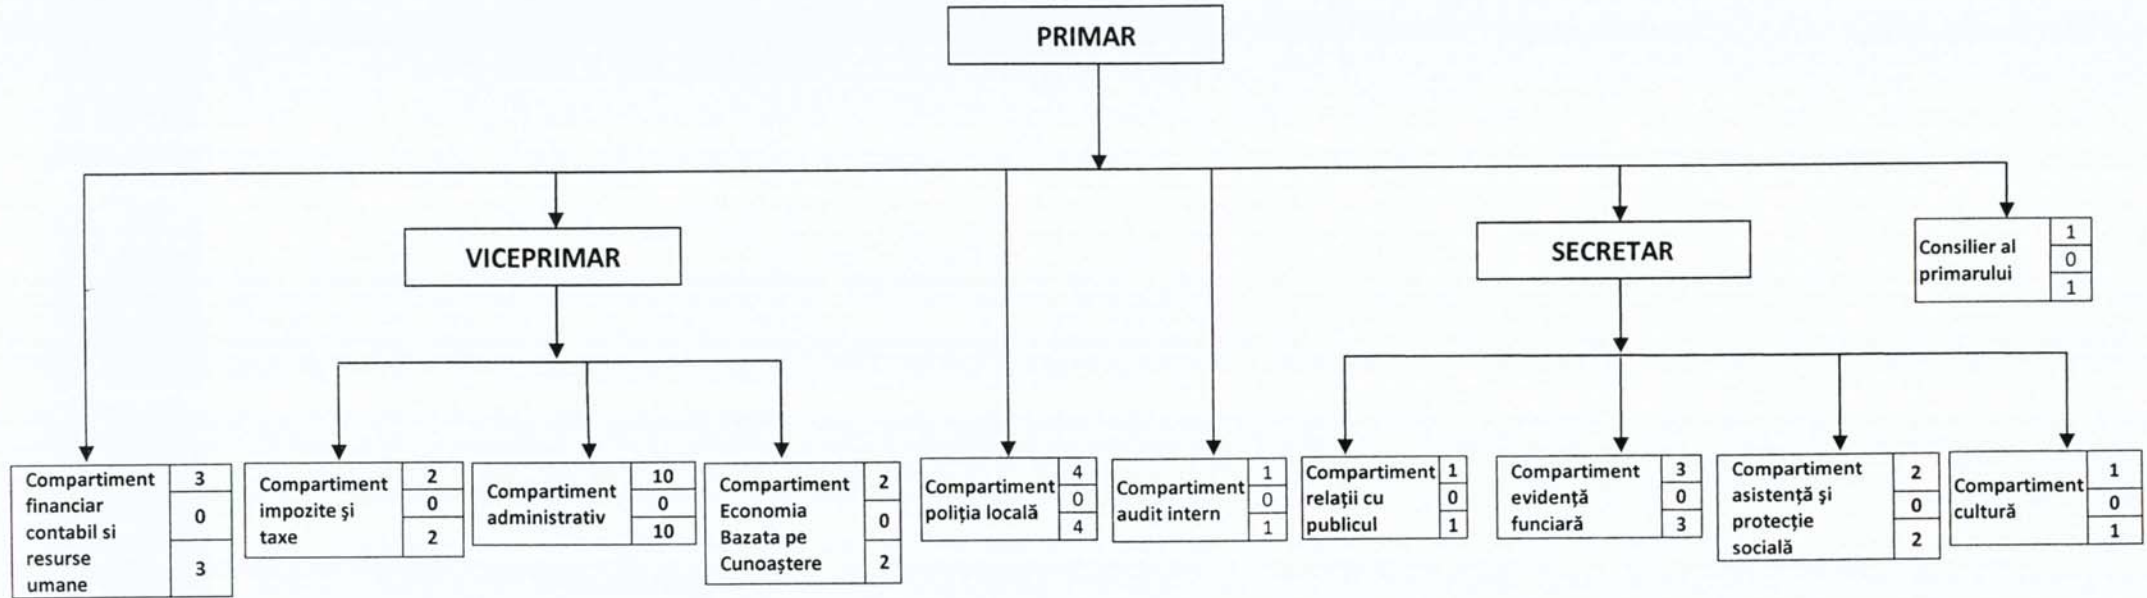 PRIMAR
VICEPRIMAR
SECRETAR
Consilier al
primarului
1
0
1
Compartiment
financiar
contabil si
resurse
umane
3
0
3
Compartiment
impozite şi
taxe
2
0
2
Compartiment
administrativ
10
0
10
Compartiment
Economia
Bazata pe
Cunoaştere
2
0
2
Compartiment
poliția locală
4
0
4
Compartiment
audit intern
1
0
1
Compartiment
relații cu
publicul
1
0
1
Compartiment
evidență
funciară
3
0
3
Compartiment
asistență şi
protecție
socială
2
0
2
Compartiment
cultură
1
0
1